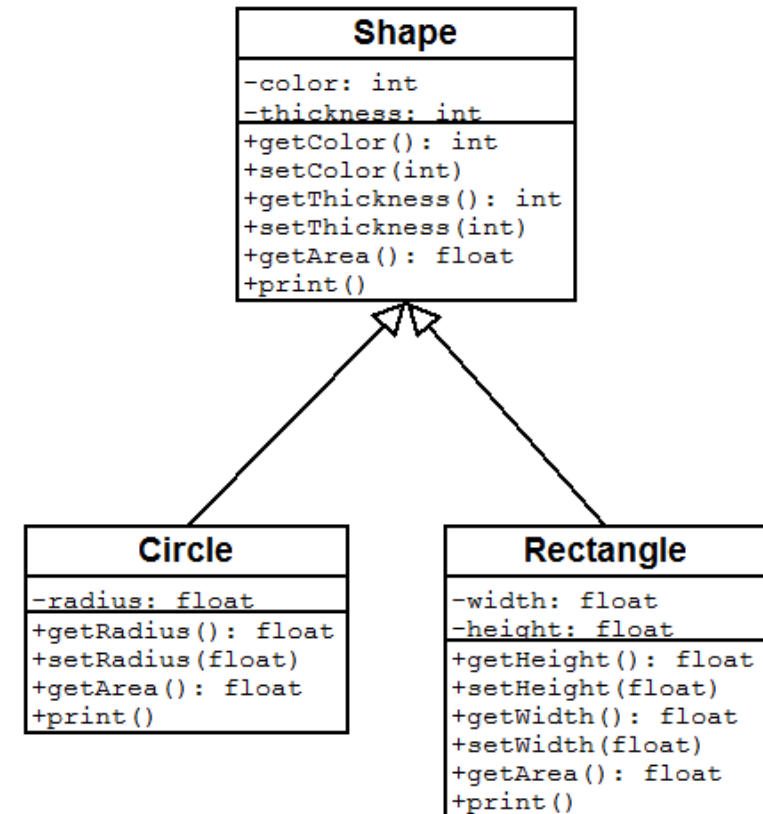 Shape
-color: int
-thickness: int
+getColor(): int
+setColor(int)
+getThickness(): int
+setThickness(int)
+getArea(): float
+print()
Circle
-radius: float
+getRadius(): float
+setRadius(float)
+getArea(): float
+print()
Rectangle
-width: float
-height: float
+getHeight(): float
+setHeight(float)
+getWidth(): float
+setWidth(float)
+getArea(): float
+print()